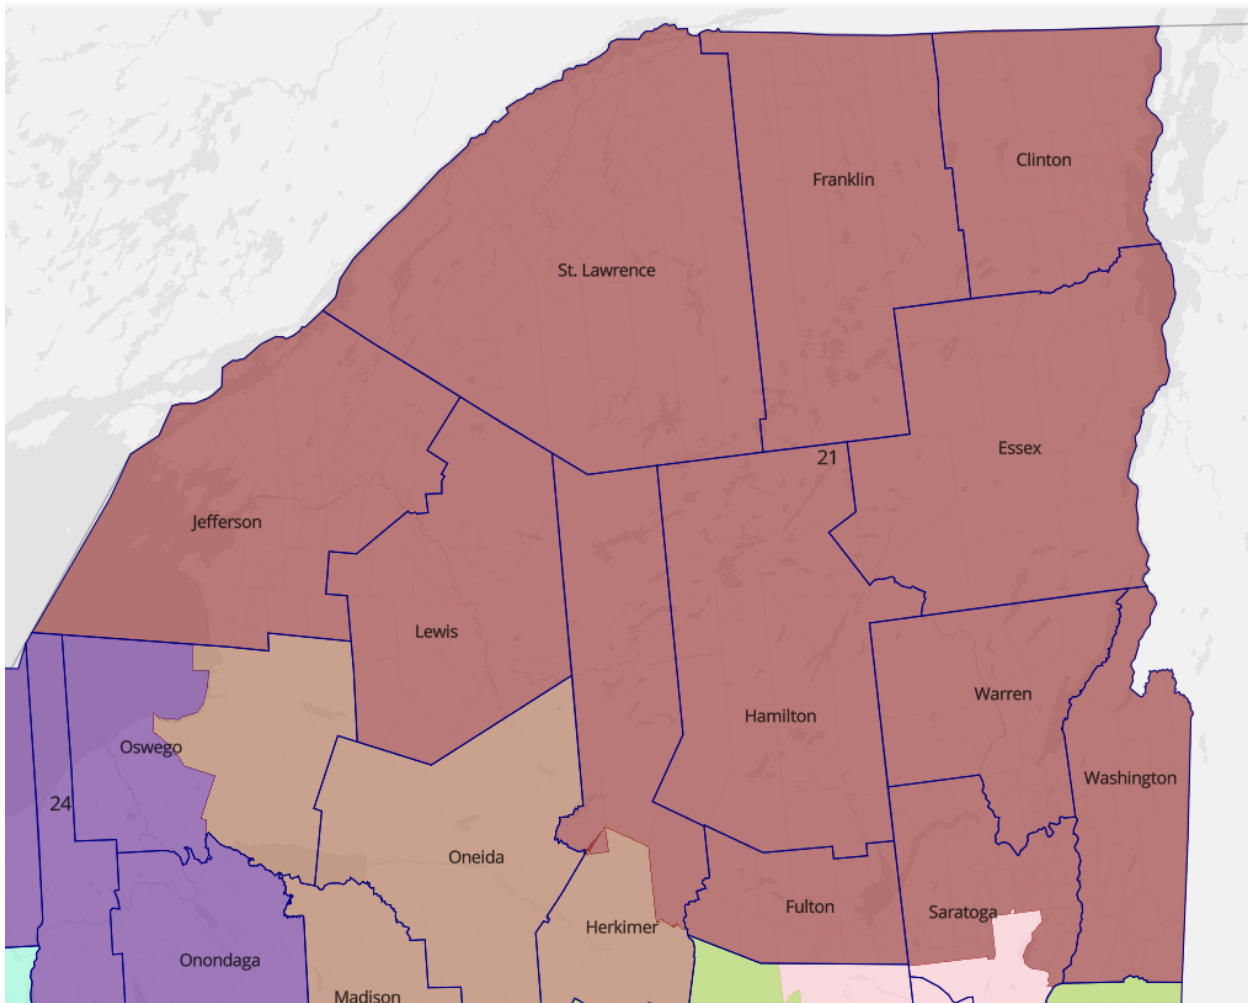 Clinton
Franklin
St. Lawrence
Essex
21
Jefferson
Lewis
Warren
Hamilton
Oswego
Washington
24
Oneida
Fulton
Saratoga
Herkimer
Onondaga
Madison